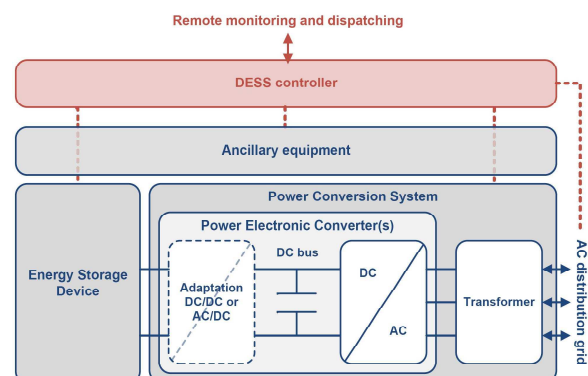 Remote monitoring and dispatching
DESS controller
Ancillary equipment
Power Conversion System
Power Electronic Converter(s)
DC bus
Energy Storage
Device
Adaptation
DC/DC or
AC/DC
DC
AC
Transformer
AC distribution grid